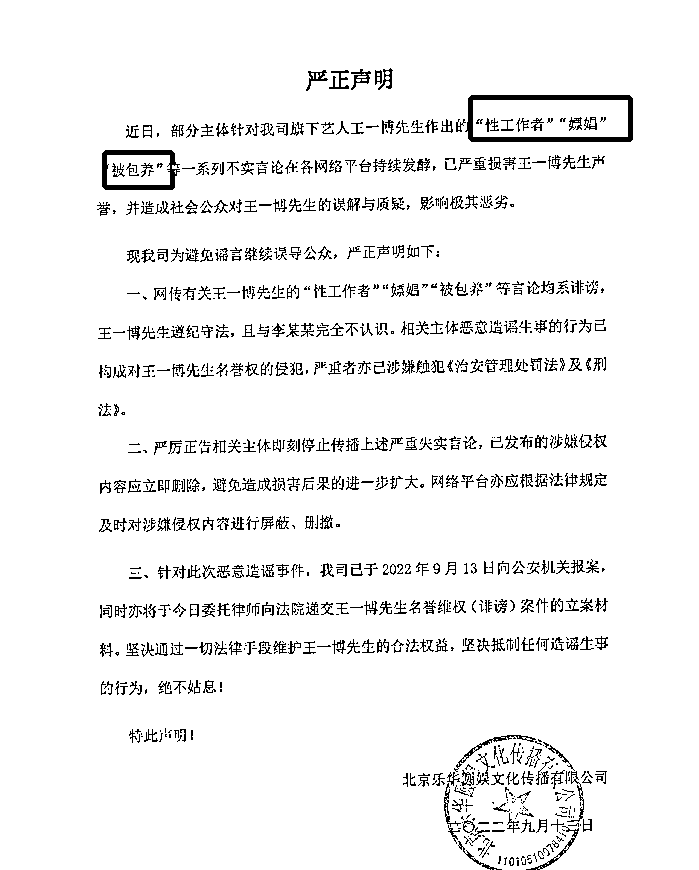 严正声明
近日，部分主体针对我司旗下艺人王一博先生作出的“性工作者”“嫖娼”
“被包养”等一系列不实言论在各网络平台持续发酵，已严重损害王一博先生声
誉，并造成社会公众对王一博先生的误解与质疑，影响极其恶劣。
现我司为避免谣言继续误导公众，严正声明如下：
一、网传有关王一博先生的“性工作者”“嫖娼”“被包养”等言论均系诽谤，
王一博先生遵纪守法，且与李某某完全不认识。相关主体恶意造谣生事的行为已
构成对王一博先生名誉权的侵犯，严重者亦已涉嫌触犯《治安管理处罚法》及《刑
法》。
二、严厉正告相关主体即刻停止传播上述严重失实言论，已发布的涉嫌侵权
内容应立即删除，避免造成损害后果的进一步扩大。网络平台亦应根据法律规定
及时对涉嫌侵权内容进行屏蔽、删撤。
三、针对此次恶意造谣事件，我司已于 2022 年 9 月 13 日向公安机关报案，
同时亦将于今日委托律师向法院递交王一博先生名誉维权（诽谤）案件的立案材
料。坚决通过一切法律手段维护王一博先生的合法权益，坚决抵制任何造谣生事
的行为，绝不姑息！
特此声明！
北京乐华圆娱文化传播有限公司
二〇二二年九月十 日